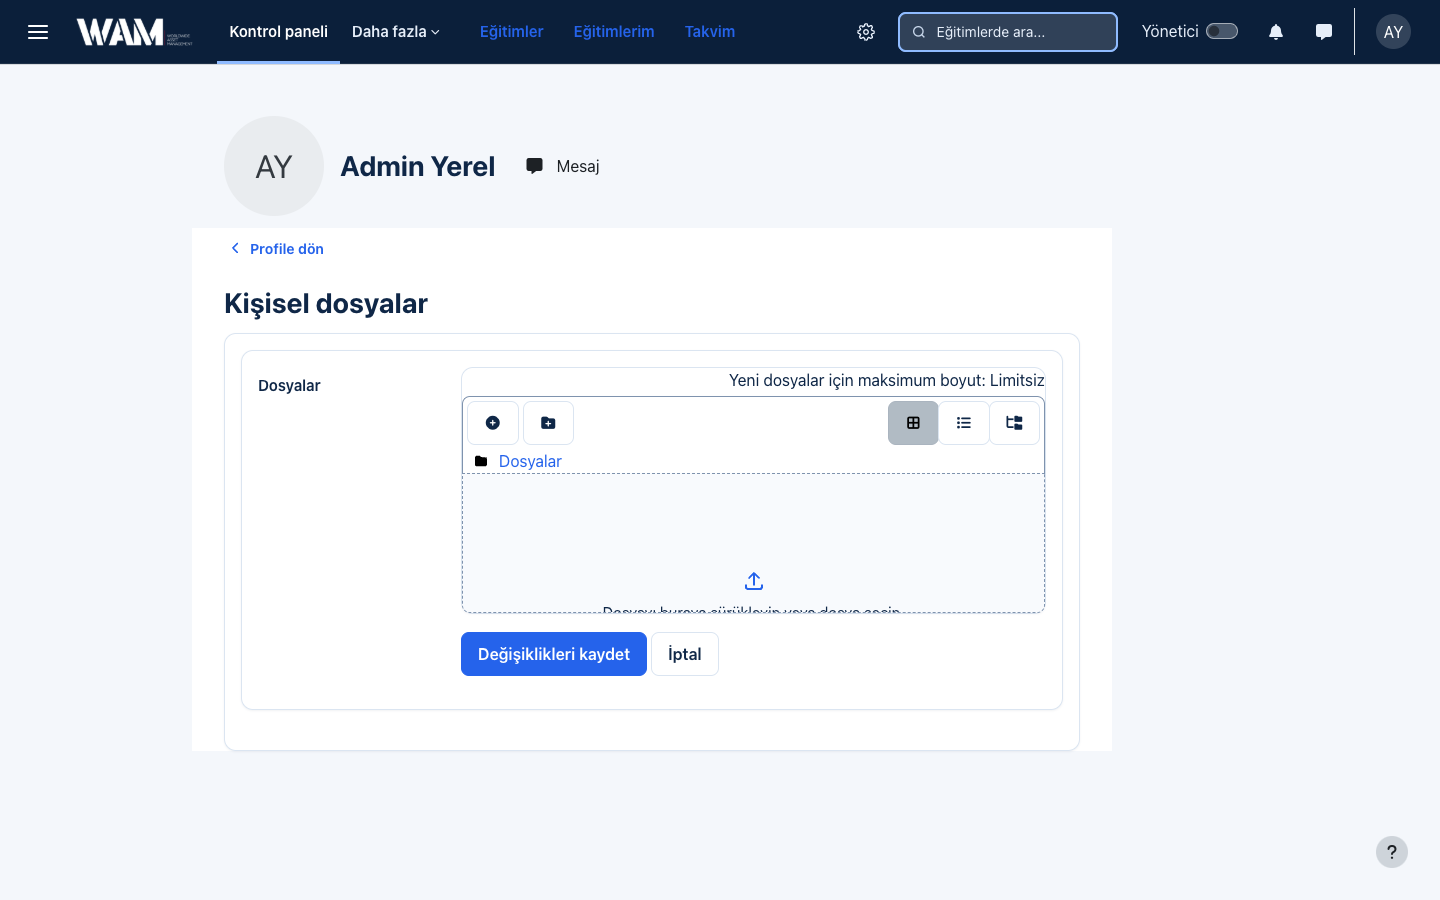 WAM
Kontrol paneli
Daha fazla
Eğitimler
Eğitimlerim
Takvim
Eğitimlerde ara...
Yönetici
AY
AY
Admin Yerel
Mesaj
Profile dön
Kişisel dosyalar
Dosyalar
Yeni dosyalar için maksimum boyut: Limitsiz
Dosyalar
Değişiklikleri kaydet
İptal
?